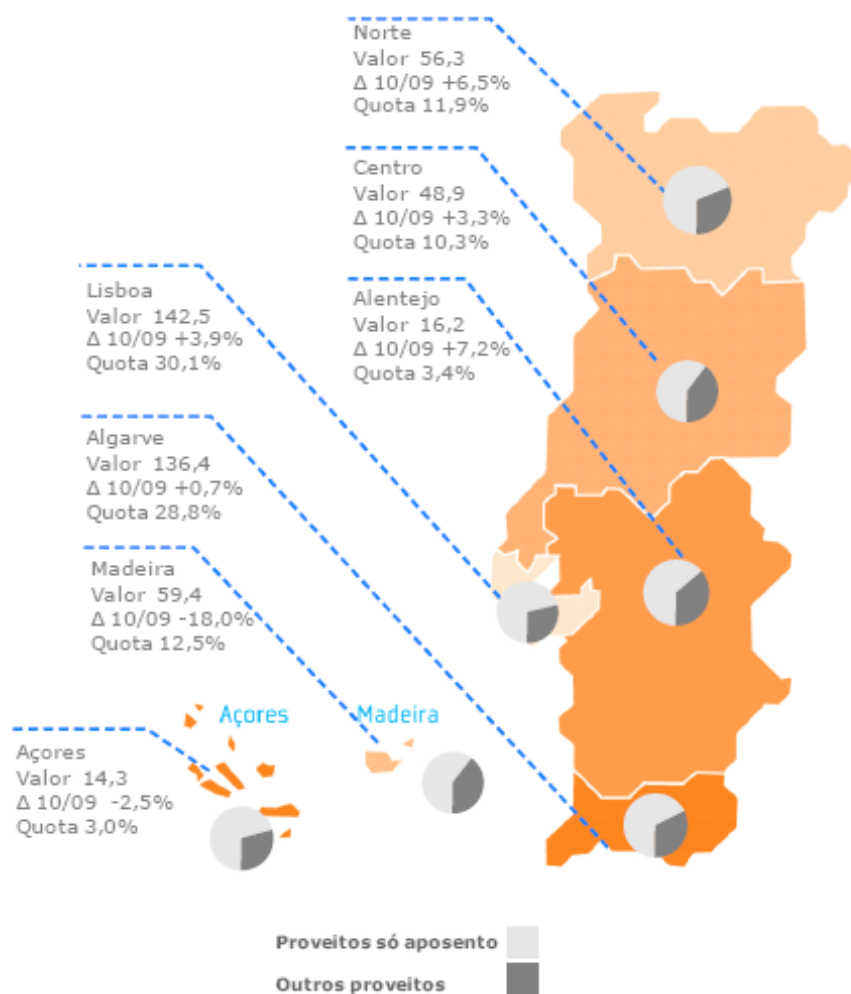 Norte
Valor 56,3
Δ 10/09 +6,5%
Quota 11,9%
Centro
Valor 48,9
Δ 10/09 +3,3%
Quota 10,3%
Lisboa
Valor 142,5
Δ 10/09 +3,9%
Quota 30,1%
Alentejo
Valor 16,2
Δ 10/09 +7,2%
Quota 3,4%
Algarve
Valor 136,4
Δ 10/09 +0,7%
Quota 28,8%
Madeira
Valor 59,4
Δ 10/09 -18,0%
Quota 12,5%
Açores Madeira
Açores
Valor 14,3
Δ 10/09 -2,5%
Quota 3,0%
Proveitos só aposento
Outros proveitos